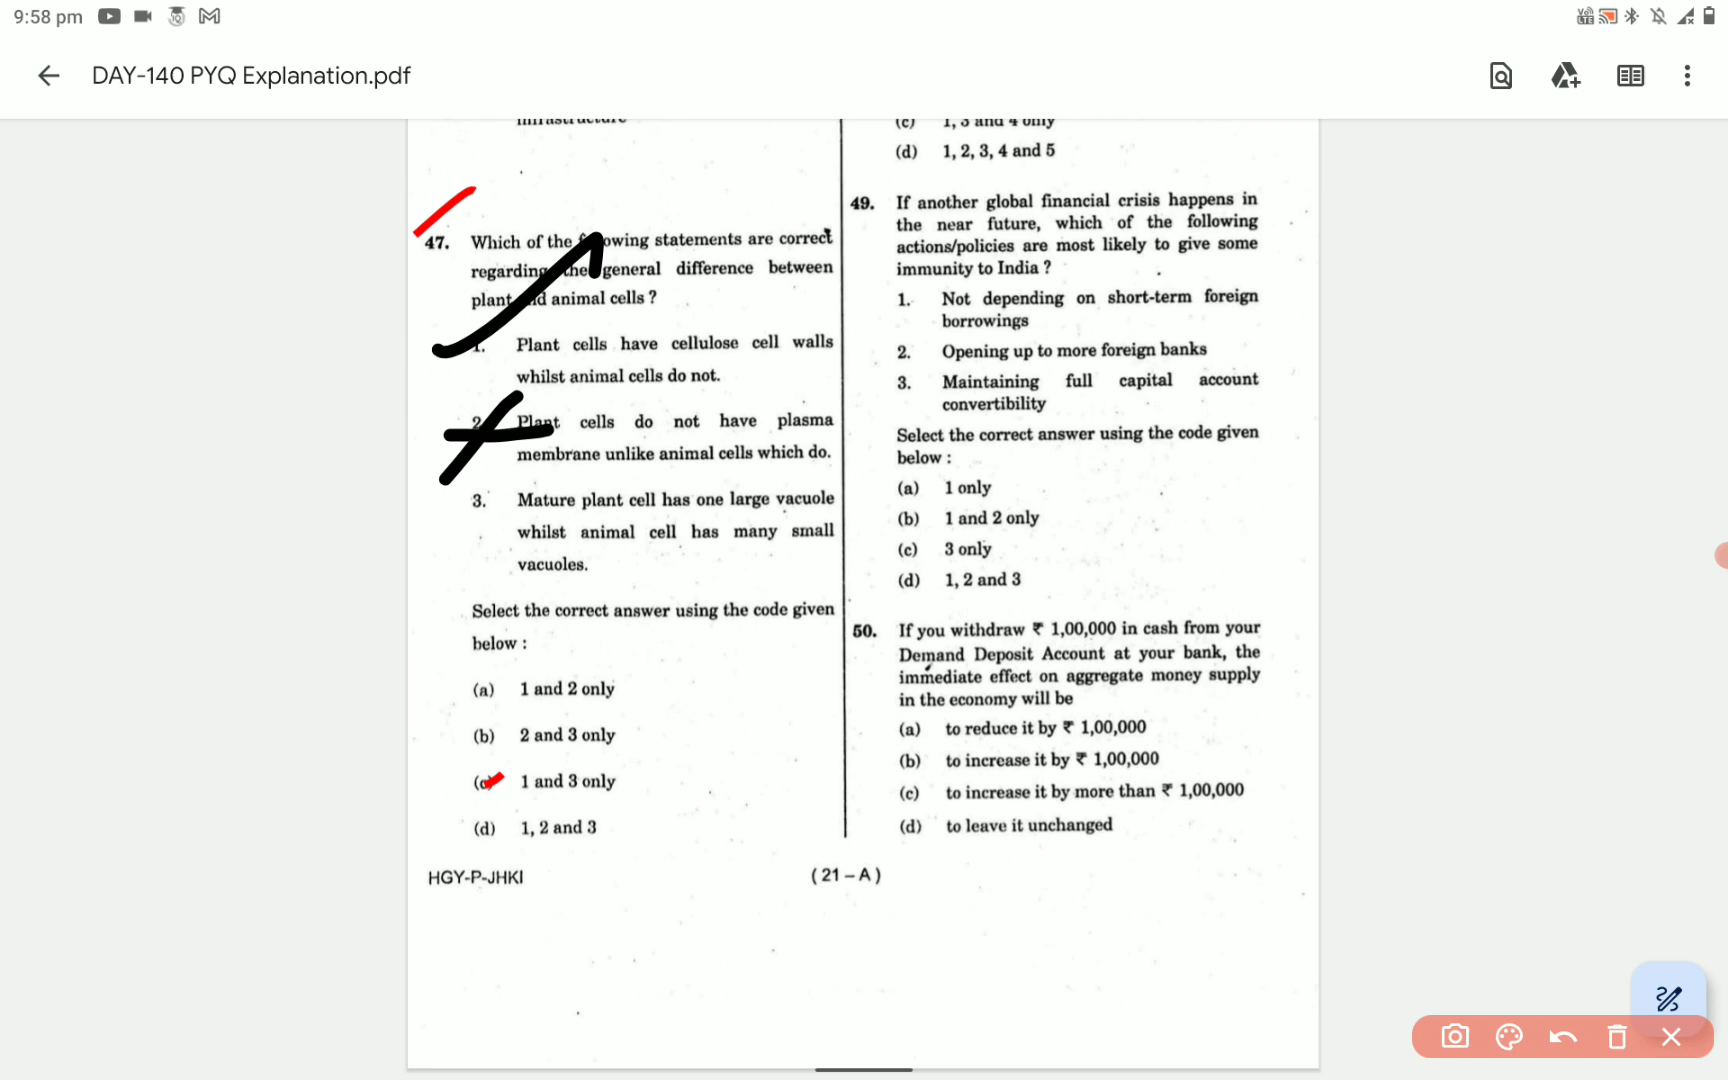 9:58 pm
DAY-140 PYQ Explanation.pdf
infrastructure
47. Which of the following statements are correct
regarding the general difference between
plant and animal cells ?
1. Plant cells have cellulose cell walls
whilst animal cells do not.
2. Plant cells do not have plasma
membrane unlike animal cells which do.
3. Mature plant cell has one large vacuole
whilst animal cell has many small
vacuoles.
Select the correct answer using the code given
below :
(a) 1 and 2 only
(b) 2 and 3 only
(c) 1 and 3 only
(d) 1, 2 and 3
HGY-P-JHKI
(c) 1, 3 and 4 only
(d) 1, 2, 3, 4 and 5
49. If another global financial crisis happens in
the near future, which of the following
actions/policies are most likely to give some
immunity to India ?
1. Not depending on short-term foreign
borrowings
2. Opening up to more foreign banks
3. Maintaining full capital account
convertibility
Select the correct answer using the code given
below :
(a) 1 only
(b) 1 and 2 only
(c) 3 only
(d) 1, 2 and 3
50. If you withdraw ₹ 1,00,000 in cash from your
Demand Deposit Account at your bank, the
immediate effect on aggregate money supply
in the economy will be
(a) to reduce it by ₹ 1,00,000
(b) to increase it by ₹ 1,00,000
(c) to increase it by more than ₹ 1,00,000
(d) to leave it unchanged
( 21 – A )